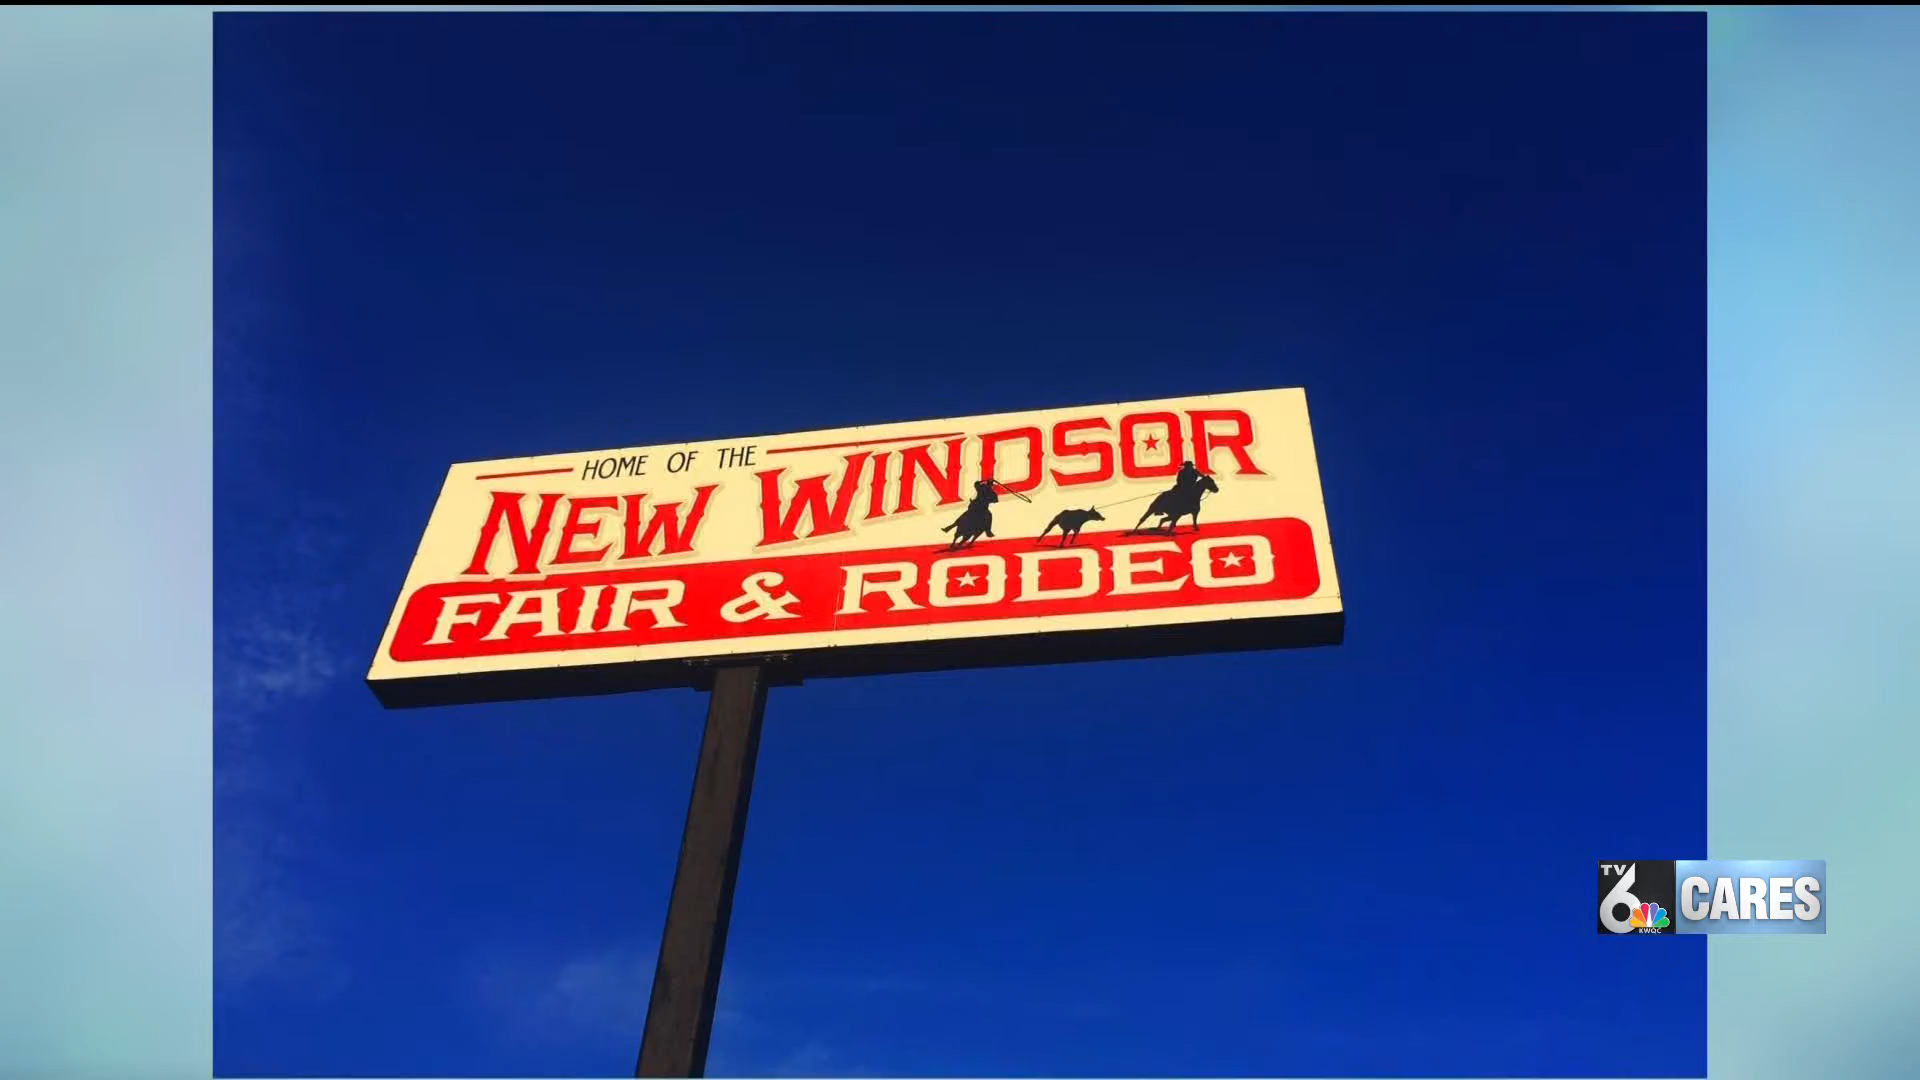 HOME OF THE
NEW WINDSOR
FAIR & RODEO
TV
6
KWQC
CARES